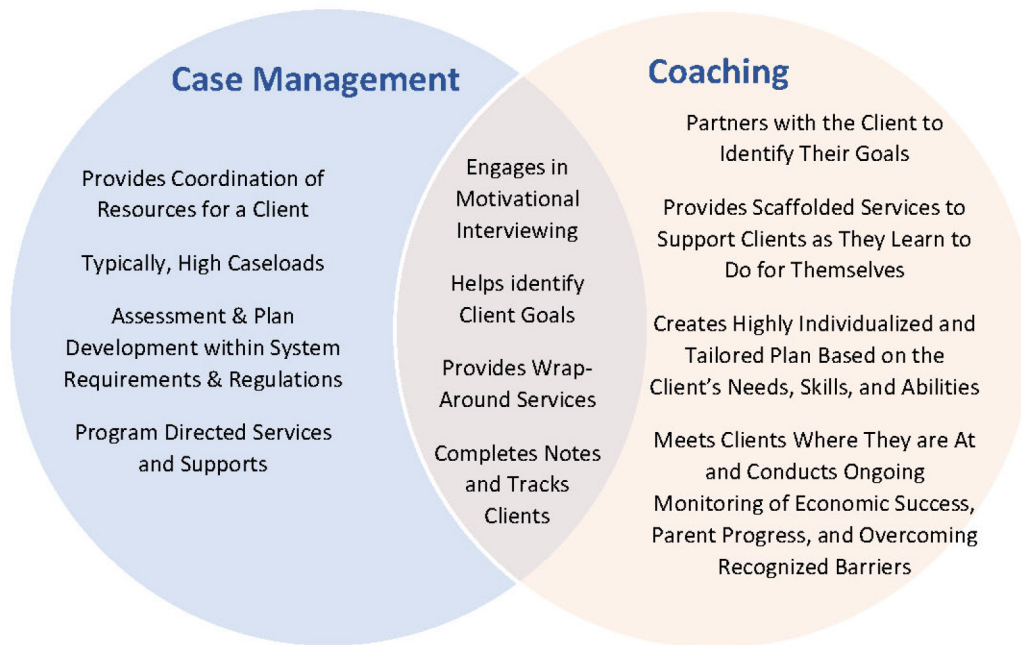 Case Management
Provides Coordination of
Resources for a Client
Typically, High Caseloads
Assessment & Plan
Development within System
Requirements & Regulations
Program Directed Services
and Supports
Engages in
Motivational
Interviewing
Helps identify
Client Goals
Provides Wrap-
Around Services
Completes Notes
and Tracks
Clients
Coaching
Partners with the Client to
Identify Their Goals
Provides Scaffolded Services to
Support Clients as They Learn to
Do for Themselves
Creates Highly Individualized and
Tailored Plan Based on the
Client’s Needs, Skills, and Abilities
Meets Clients Where They are At
and Conducts Ongoing
Monitoring of Economic Success,
Parent Progress, and Overcoming
Recognized Barriers